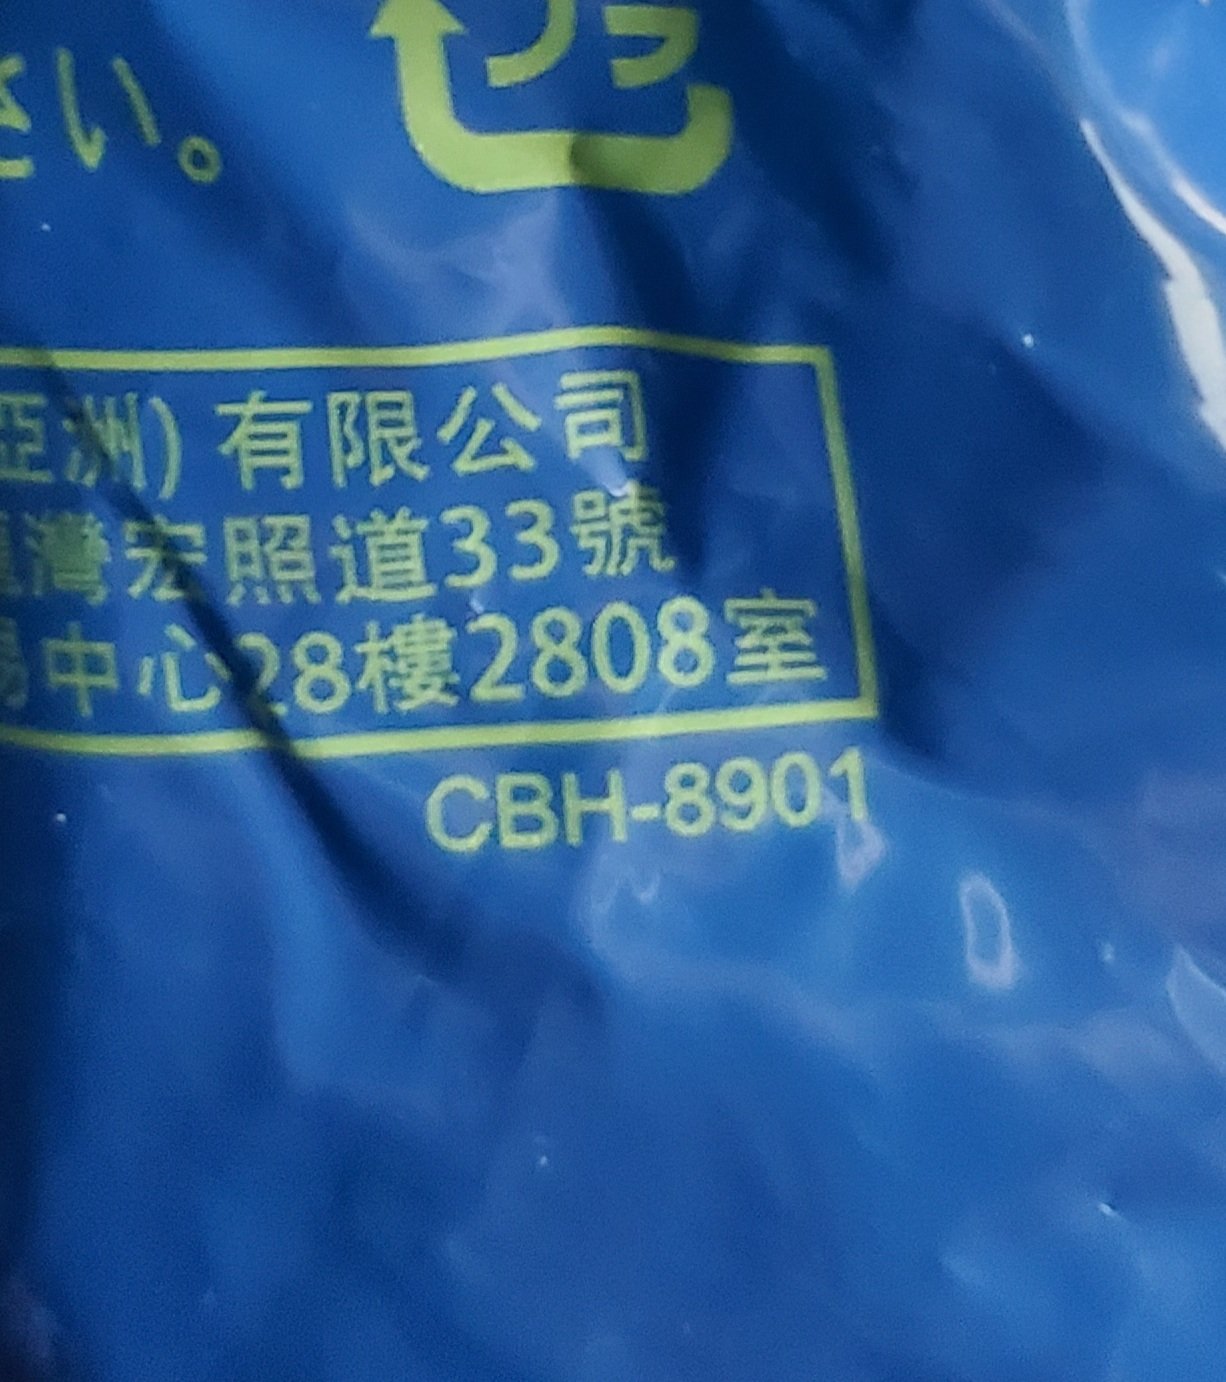 さい。
亞洲) 有限公司
灣宏照道33號
中心28樓2808室
CBH-8901